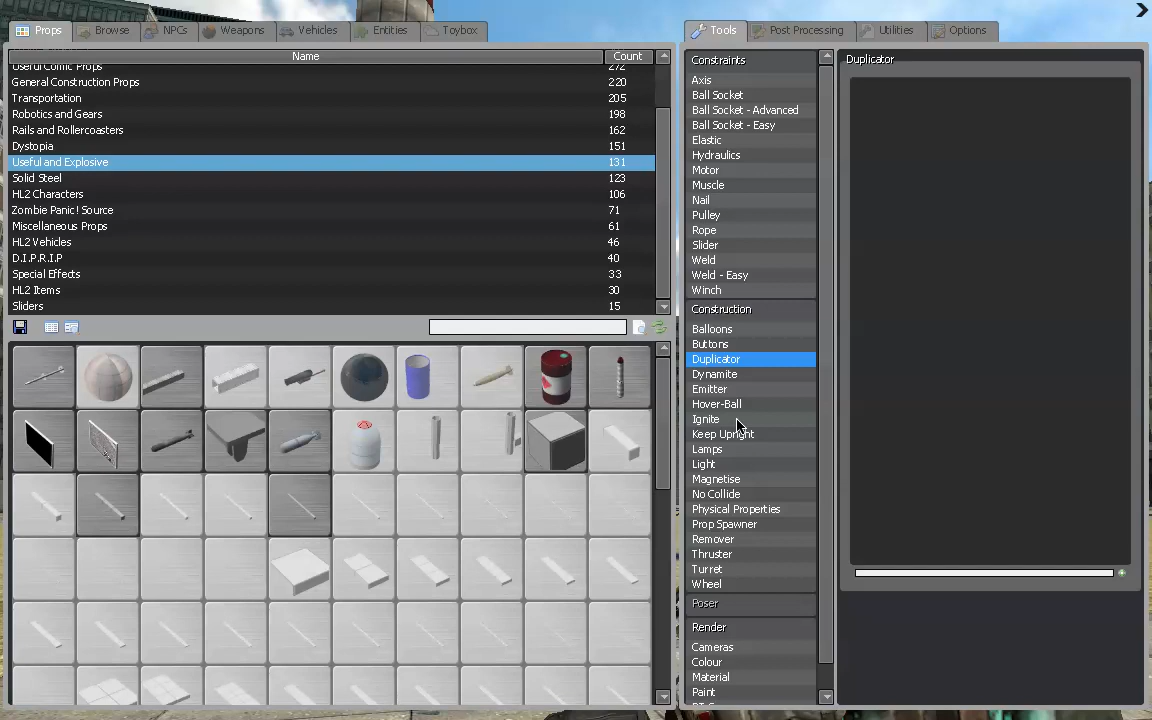 Props Browse NPCs Weapons Vehicles Entities Toybox
Tools Post Processing Utilities Options
Name Count
Useful Comic Props 272
General Construction Props 220
Transportation 205
Robotics and Gears 198
Rails and Rollercoasters 162
Dystopia 151
Useful and Explosive 131
Solid Steel 123
HL2 Characters 106
Zombie Panic! Source 71
Miscellaneous Props 61
HL2 Vehicles 46
D.I.P.R.I.P 40
Special Effects 33
HL2 Items 30
Sliders 15
Constraints
Axis
Ball Socket
Ball Socket - Advanced
Ball Socket - Easy
Elastic
Hydraulics
Motor
Muscle
Nail
Pulley
Rope
Slider
Weld
Weld - Easy
Winch
Construction
Balloons
Buttons
Duplicator
Dynamite
Emitter
Hover-Ball
Ignite
Keep Upright
Lamps
Light
Magnetise
No Collide
Physical Properties
Prop Spawner
Remover
Thruster
Turret
Wheel
Poser
Render
Cameras
Colour
Material
Paint
Duplicator